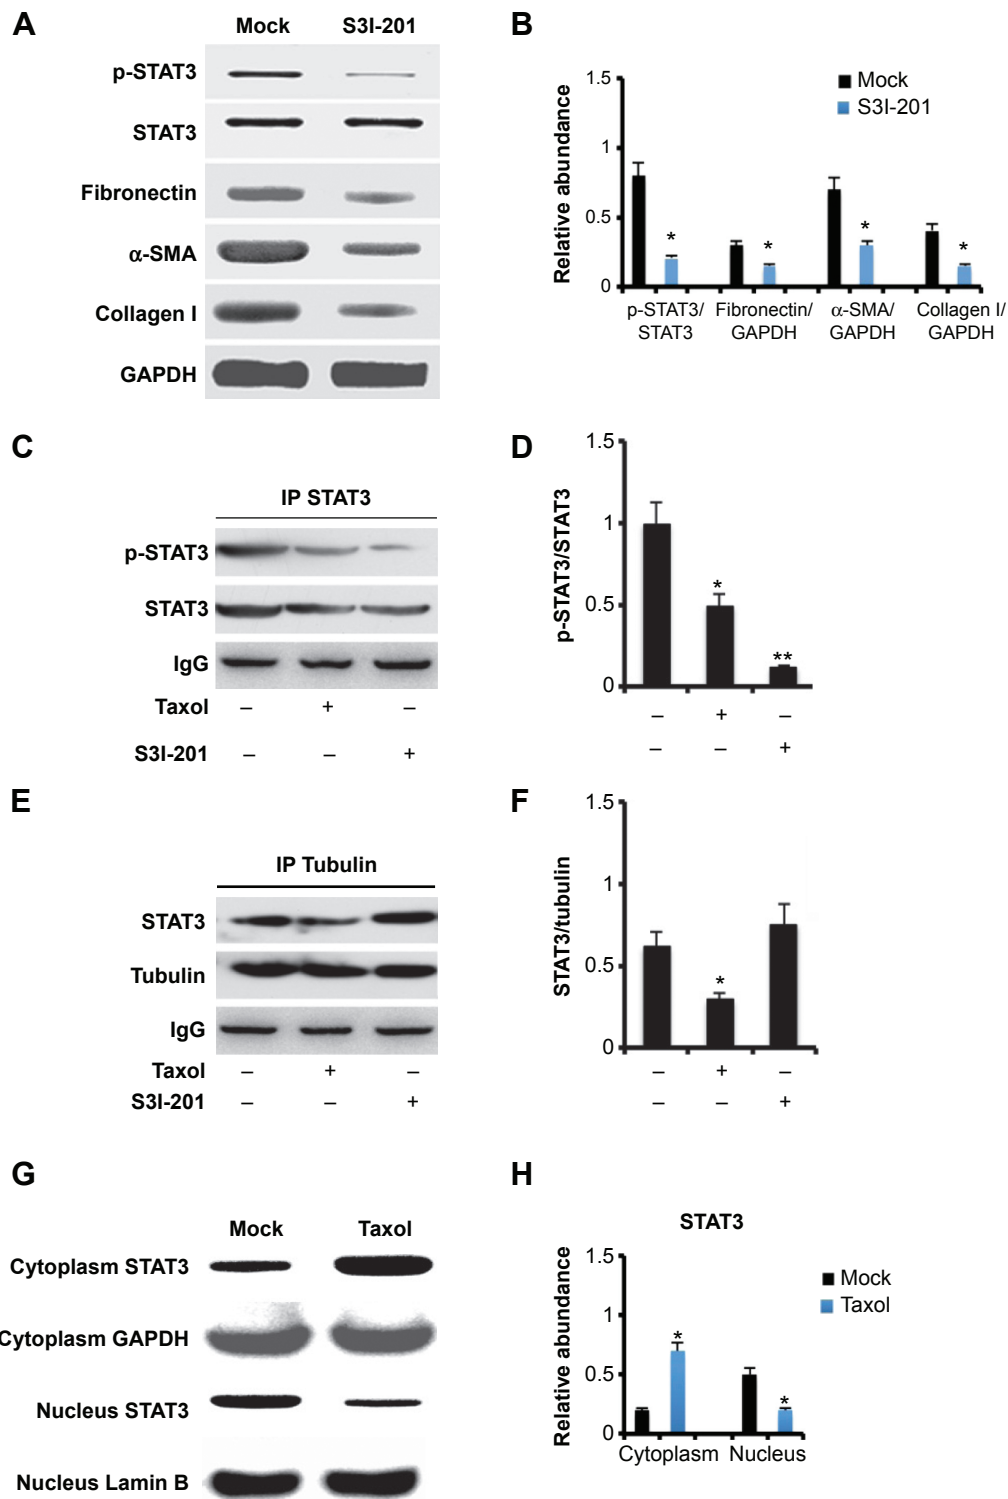 A
Mock S3I-201
p-STAT3
STAT3
Fibronectin
α-SMA
Collagen I
GAPDH
B
Relative abundance
1.5
1
0.5
0
Mock
S3I-201
* * * *
p-STAT3/ Fibronectin/ α-SMA/ Collagen I/
STAT3 GAPDH GAPDH GAPDH
C
IP STAT3
p-STAT3
STAT3
IgG
Taxol – + –
S3I-201 – – +
D
p-STAT3/STAT3
1.5
1
0.5
0
* **
– + –
– – +
E
IP Tubulin
STAT3
Tubulin
IgG
Taxol – + –
S3I-201 – – +
F
STAT3/tubulin
1.5
1
0.5
0
*
– + –
– – +
G
Mock Taxol
Cytoplasm STAT3
Cytoplasm GAPDH
Nucleus STAT3
Nucleus Lamin B
H
STAT3
Relative abundance
1.5
1
0.5
0
Mock
Taxol
* *
Cytoplasm Nucleus